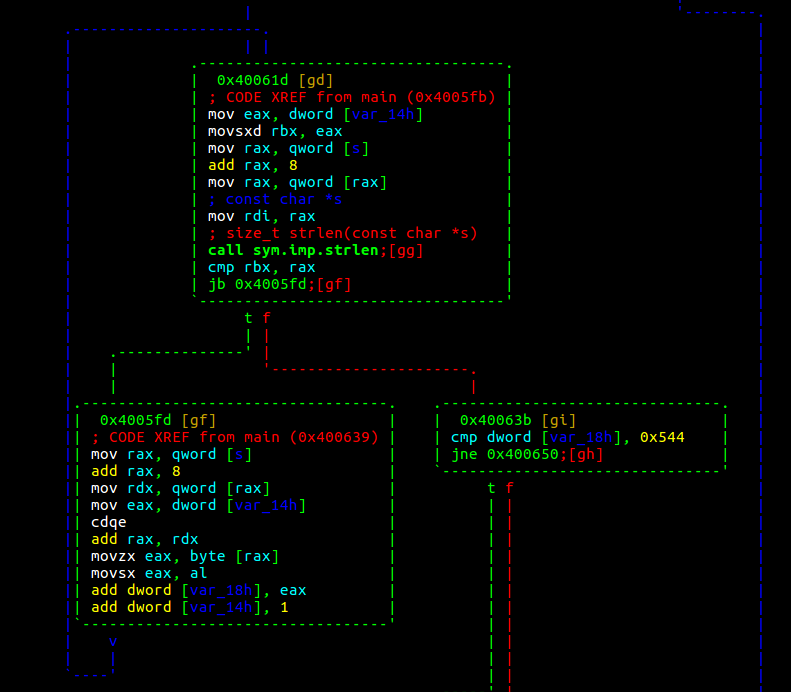 0x40061d [gd]
; CODE XREF from main (0x4005fb)
mov eax, dword [var_14h]
movsxd rbx, eax
mov rax, qword [s]
add rax, 8
mov rax, qword [rax]
; const char *s
mov rdi, rax
; size_t strlen(const char *s)
call sym.imp.strlen;[gg]
cmp rbx, rax
jb 0x4005fd;[gf]
t f
0x4005fd [gf]
; CODE XREF from main (0x400639)
mov rax, qword [s]
add rax, 8
mov rdx, qword [rax]
mov eax, dword [var_14h]
cdqe
add rax, rdx
movzx eax, byte [rax]
movsx eax, al
add dword [var_18h], eax
add dword [var_14h], 1
v
0x40063b [gi]
cmp dword [var_18h], 0x544
jne 0x400650;[gh]
t f